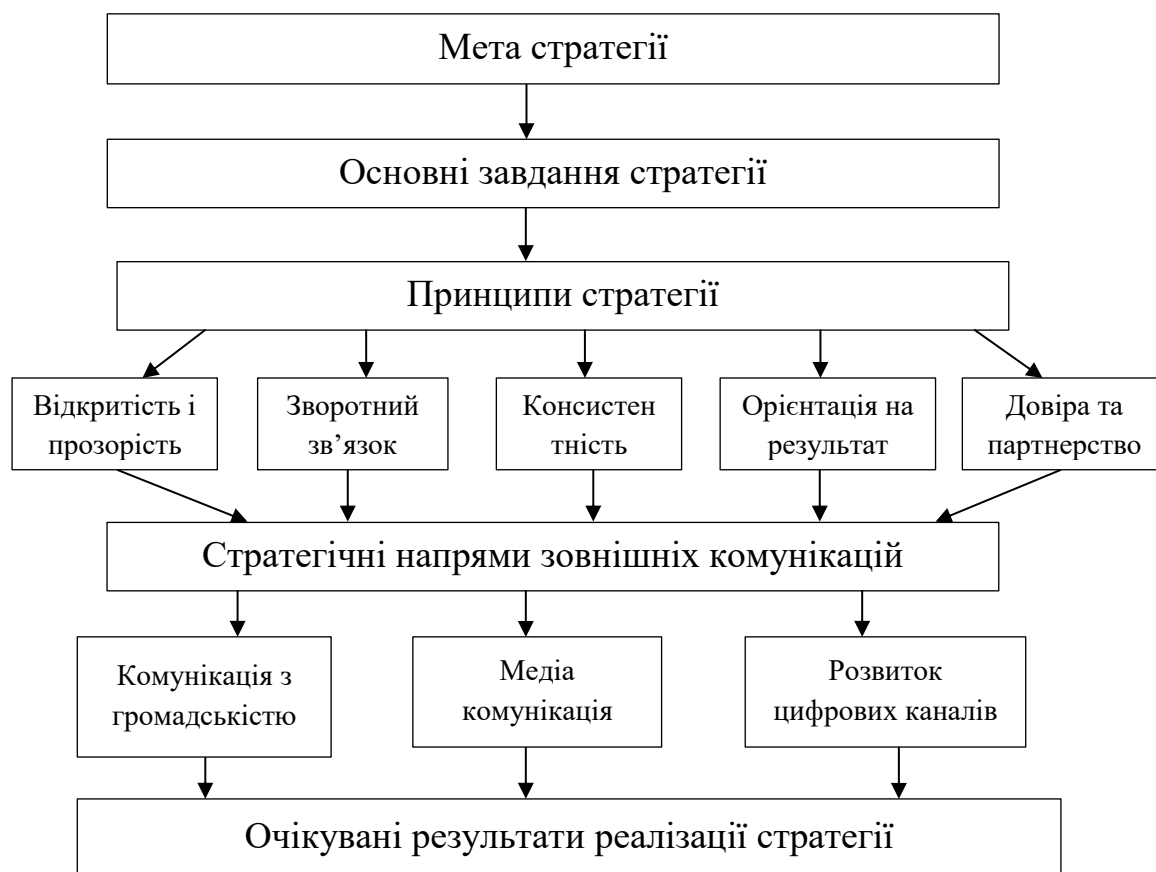 Мета стратегії
Основні завдання стратегії
Принципи стратегії
Відкритість і
прозорість
Зворотний
зв’язок
Консистен
тність
Орієнтація на
результат
Довіра та
партнерство
Стратегічні напрями зовнішніх комунікацій
Комунікація з
громадськістю
Медіа
комунікація
Розвиток
цифрових каналів
Очікувані результати реалізації стратегії